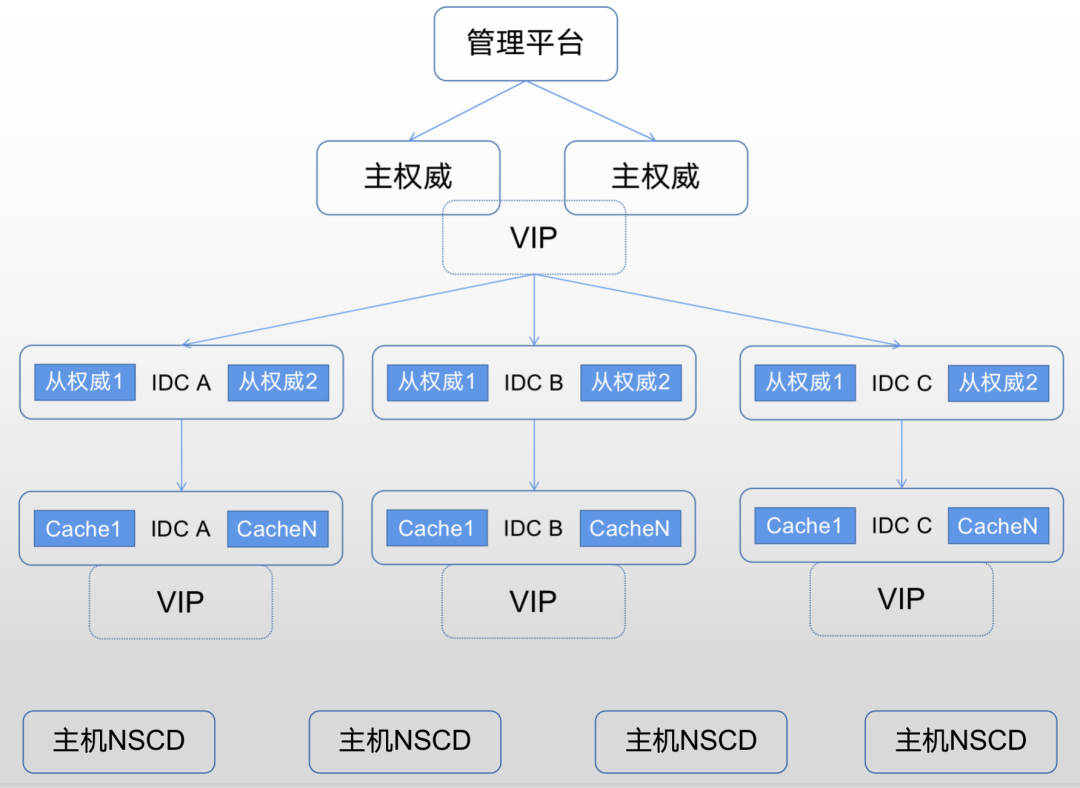 管理平台
主权威 主权威
VIP
从权威1 IDC A 从权威2 从权威1 IDC B 从权威2 从权威1 IDC C 从权威2
Cache1 IDC A CacheN Cache1 IDC B CacheN Cache1 IDC C CacheN
VIP VIP VIP
主机NSCD 主机NSCD 主机NSCD 主机NSCD